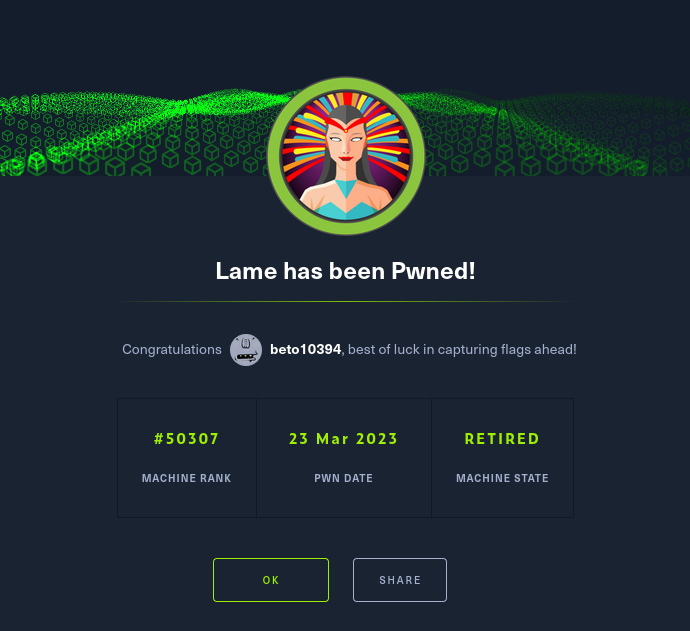 Lame has been Pwned!
Congratulations beto10394, best of luck in capturing flags ahead!
#50307 23 Mar 2023 RETIRED
MACHINE RANK PWN DATE MACHINE STATE
OK SHARE